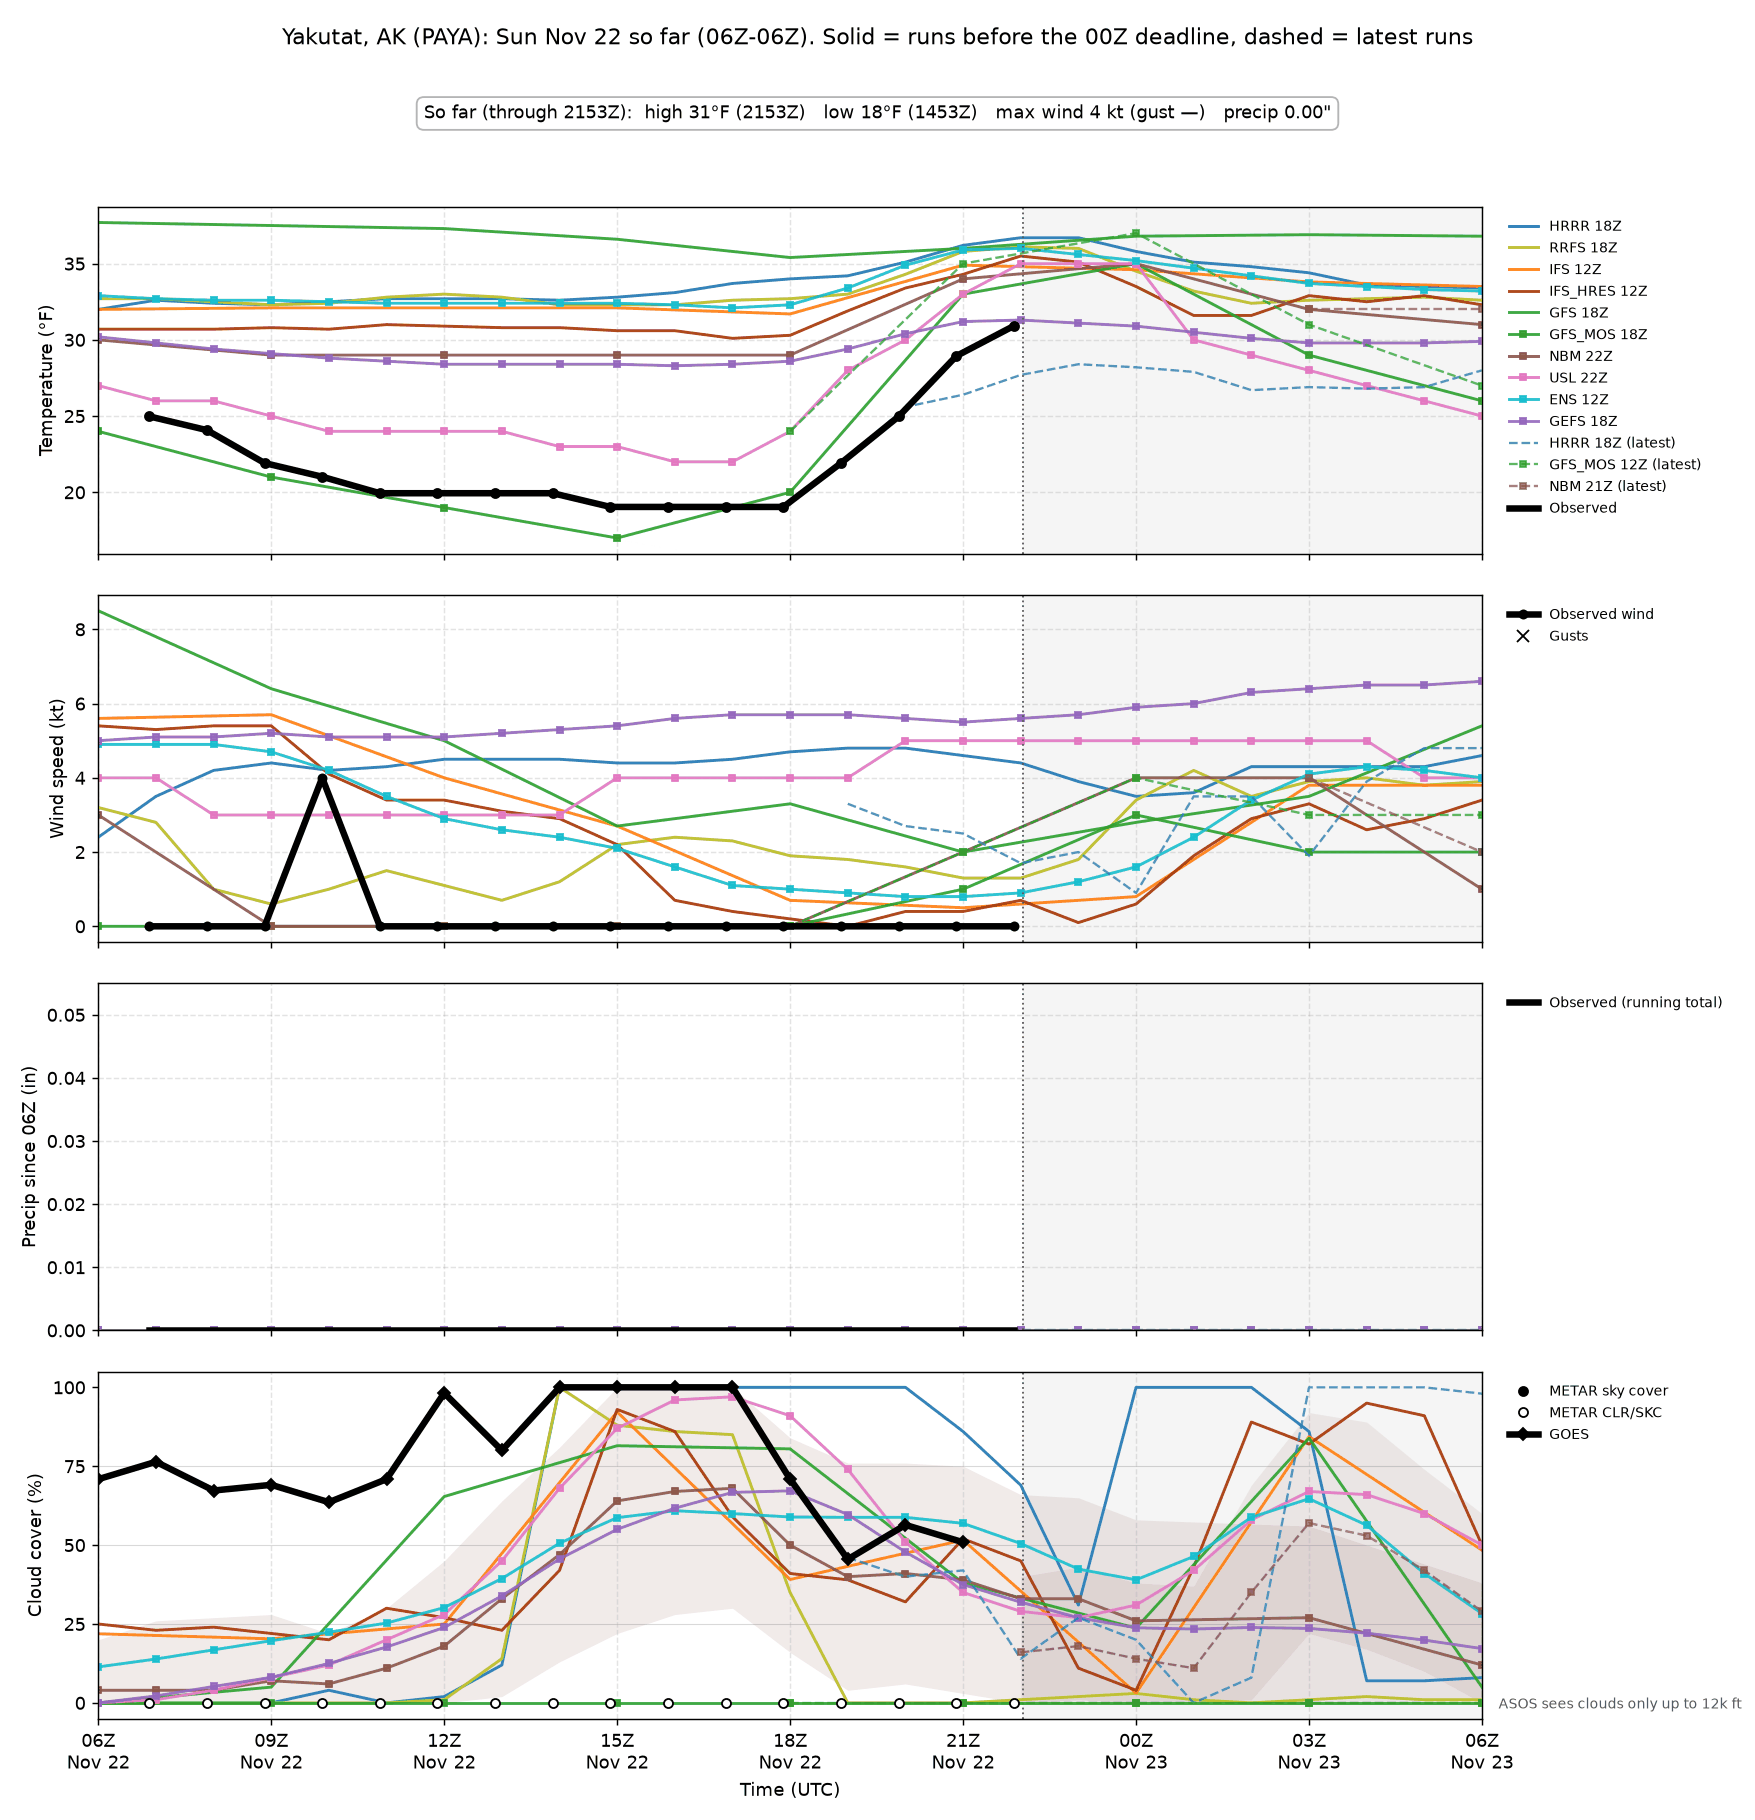 Yakutat, AK (PAYA): Sun Nov 22 so far (06Z-06Z). Solid = runs before the 00Z deadline, dashed = latest runs
So far (through 2153Z):  high 31°F (2153Z)   low 18°F (1453Z)   max wind 4 kt (gust —)   precip 0.00"
Temperature (°F)
35
30
25
20
HRRR 18Z
RRFS 18Z
IFS 12Z
IFS_HRES 12Z
GFS 18Z
GFS_MOS 18Z
NBM 22Z
USL 22Z
ENS 12Z
GEFS 18Z
HRRR 18Z (latest)
GFS_MOS 12Z (latest)
NBM 21Z (latest)
Observed
Wind speed (kt)
8
6
4
2
0
Observed wind
Gusts
Precip since 06Z (in)
0.05
0.04
0.03
0.02
0.01
0.00
Observed (running total)
Cloud cover (%)
100
75
50
25
0
METAR sky cover
METAR CLR/SKC
GOES
ASOS sees clouds only up to 12k ft
06Z
Nov 22
09Z
Nov 22
12Z
Nov 22
15Z
Nov 22
18Z
Nov 22
21Z
Nov 22
00Z
Nov 23
03Z
Nov 23
06Z
Nov 23
Time (UTC)